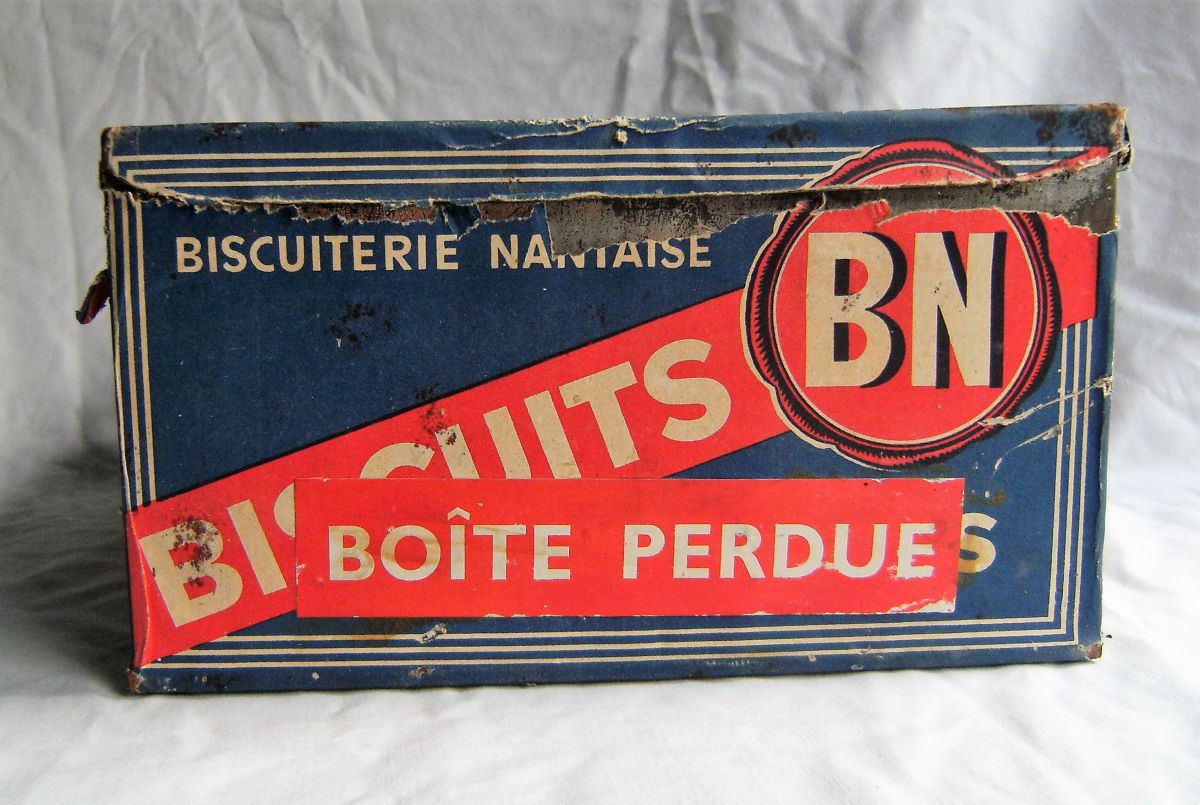 BISCUITERIE NANTAISE
BN
BISCUITS
BOÎTE PERDUE